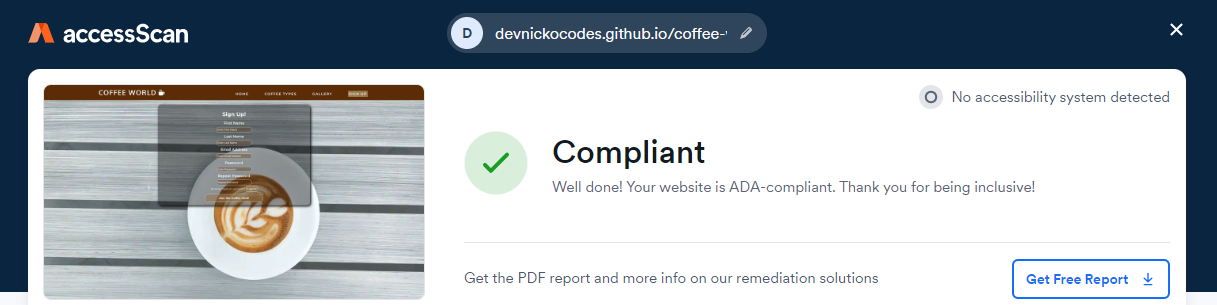 accessScan
D
devnickocodes.github.io/coffee-
No accessibility system detected
COFFEE WORLD
HOME
COFFEE TYPES
GALLERY
SIGN UP
Sign Up!
First Name
Last Name
Email Address
Password
Repeat Password
Compliant
Well done! Your website is ADA-compliant. Thank you for being inclusive!
Get the PDF report and more info on our remediation solutions
Get Free Report